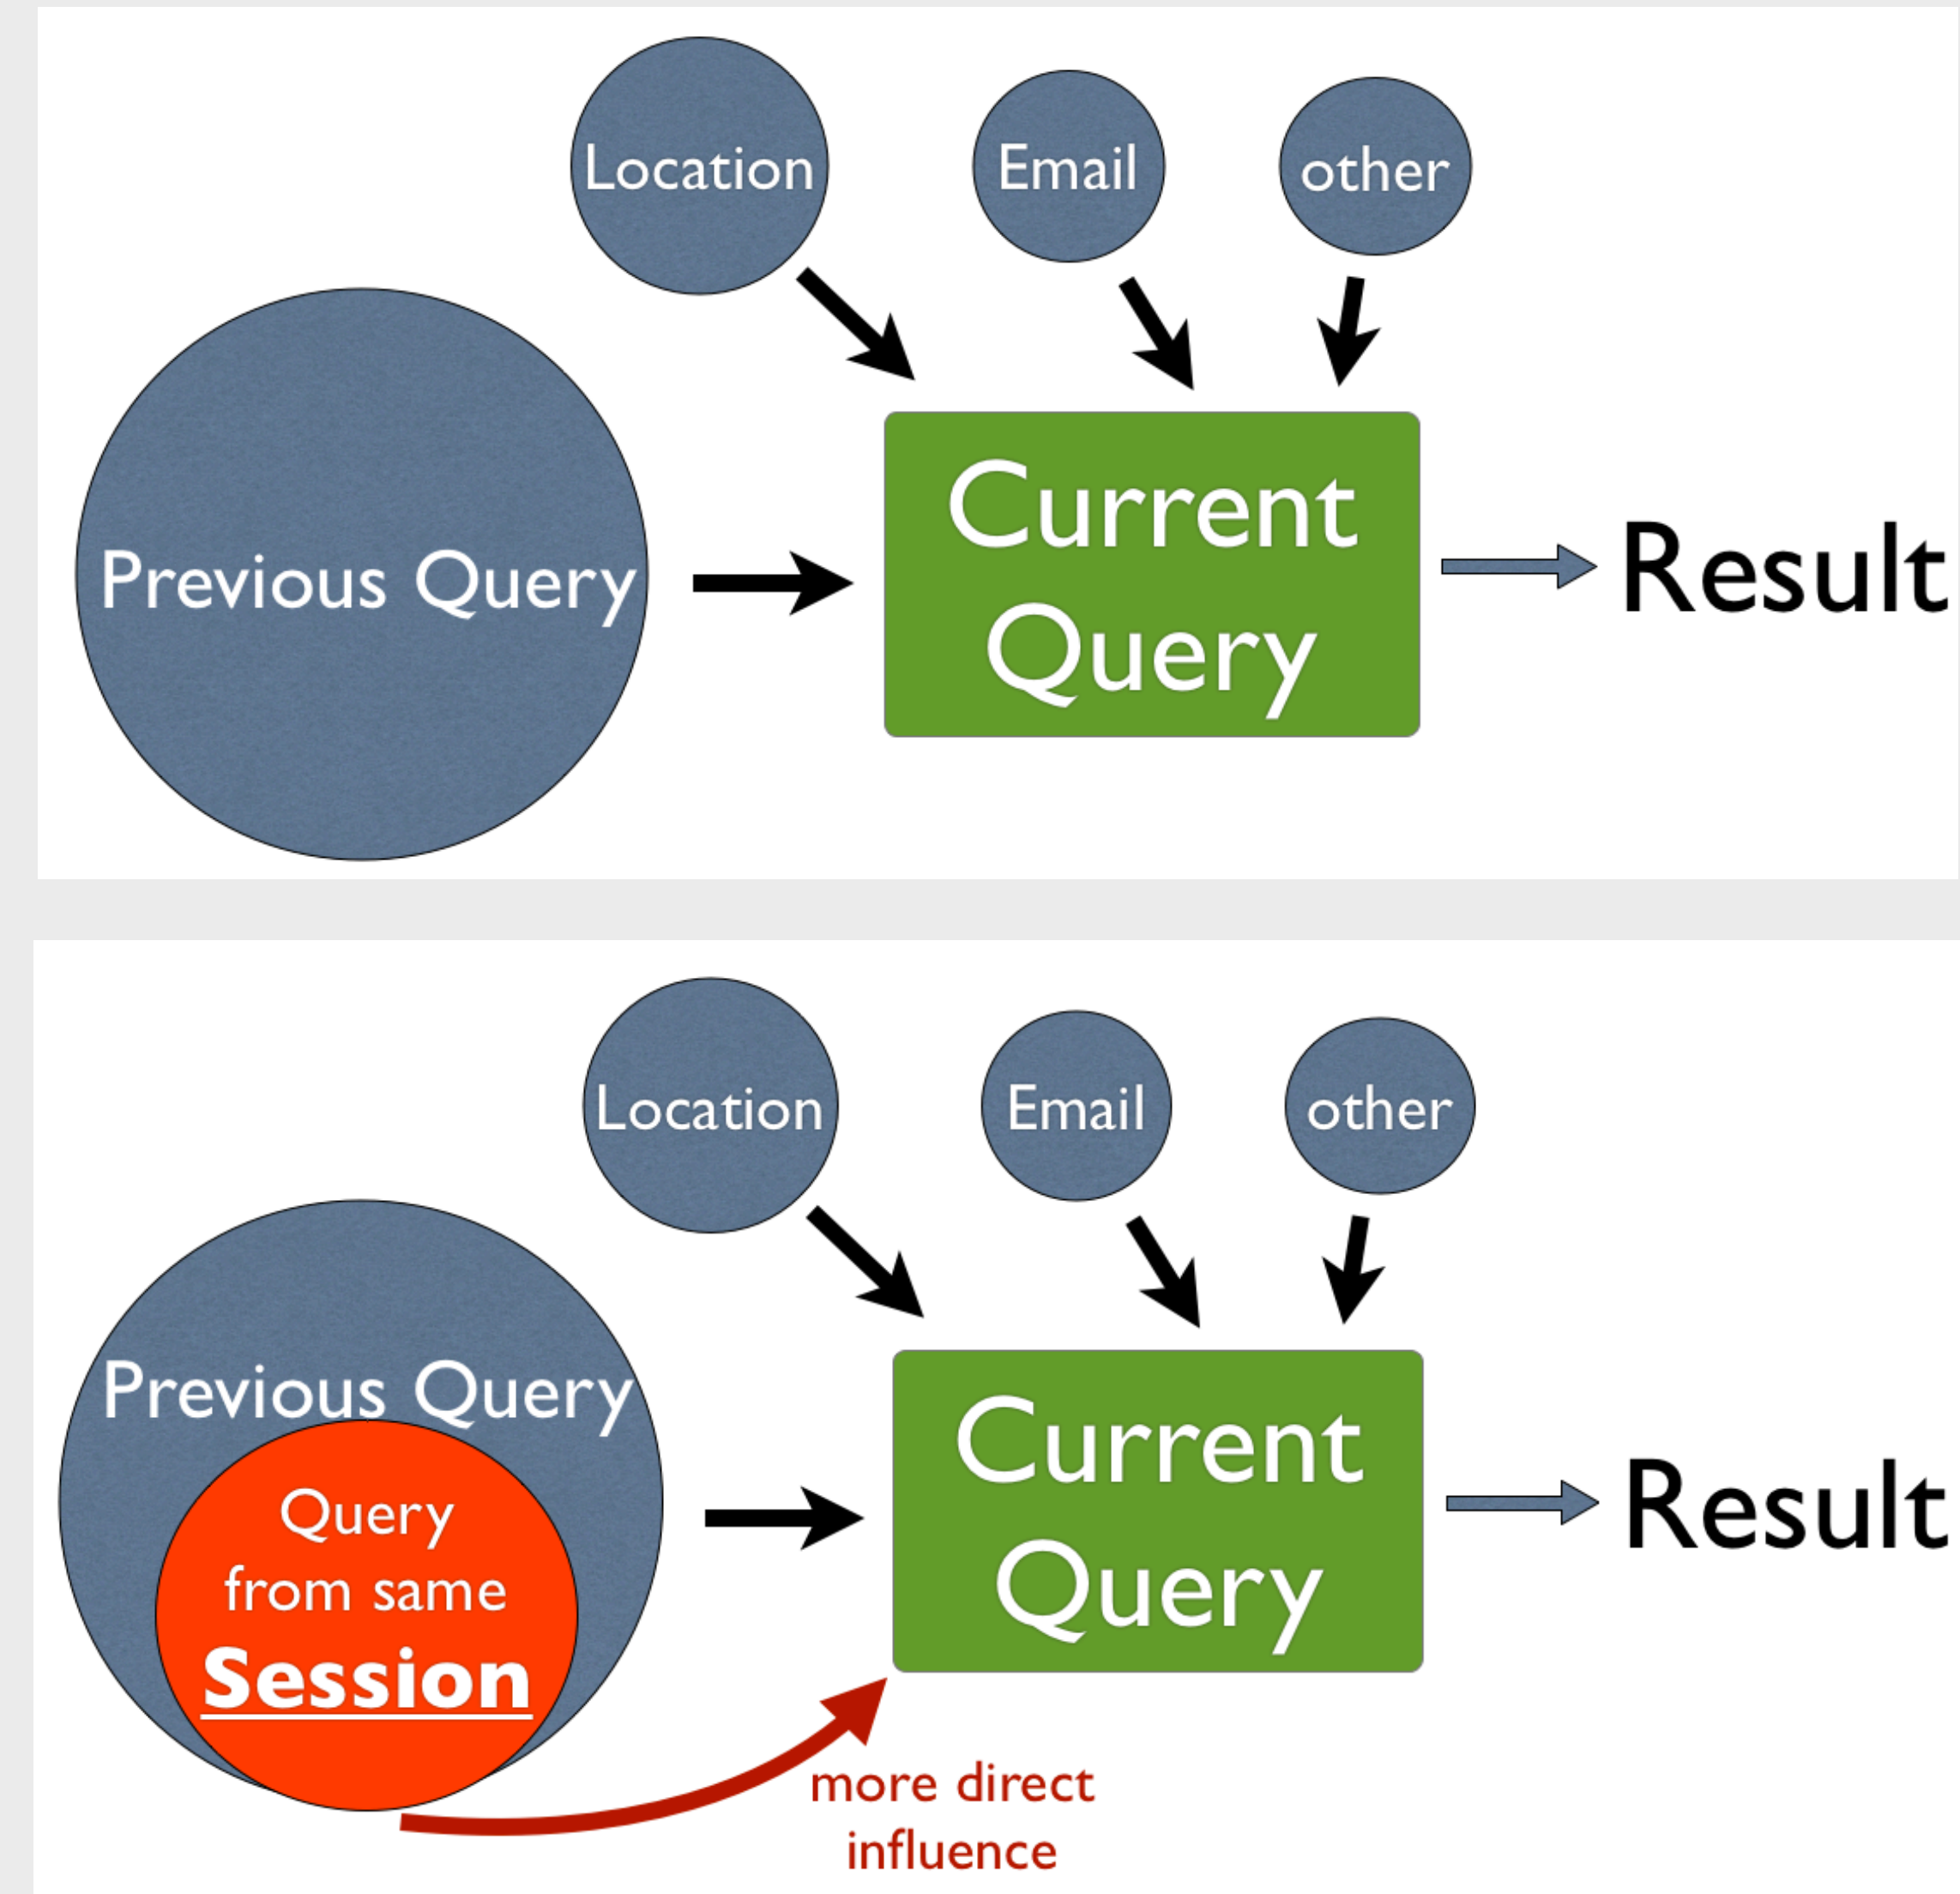 Location
Email
other
Previous Query
Current
Query
Result
Location
Email
other
Previous Query
Query
from same
Session
Current
Query
Result
more direct
influence